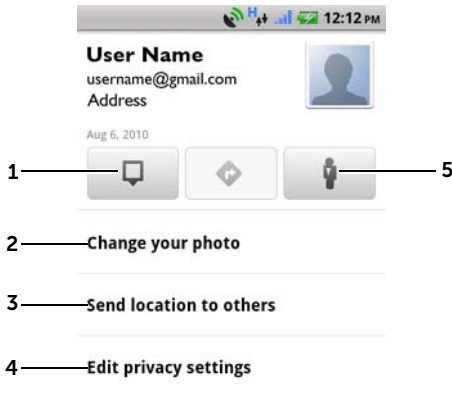 H 12:12 PM
User Name
username@gmail.com
Address
Aug 6, 2010
1 5
2 Change your photo
3 Send location to others
4 Edit privacy settings